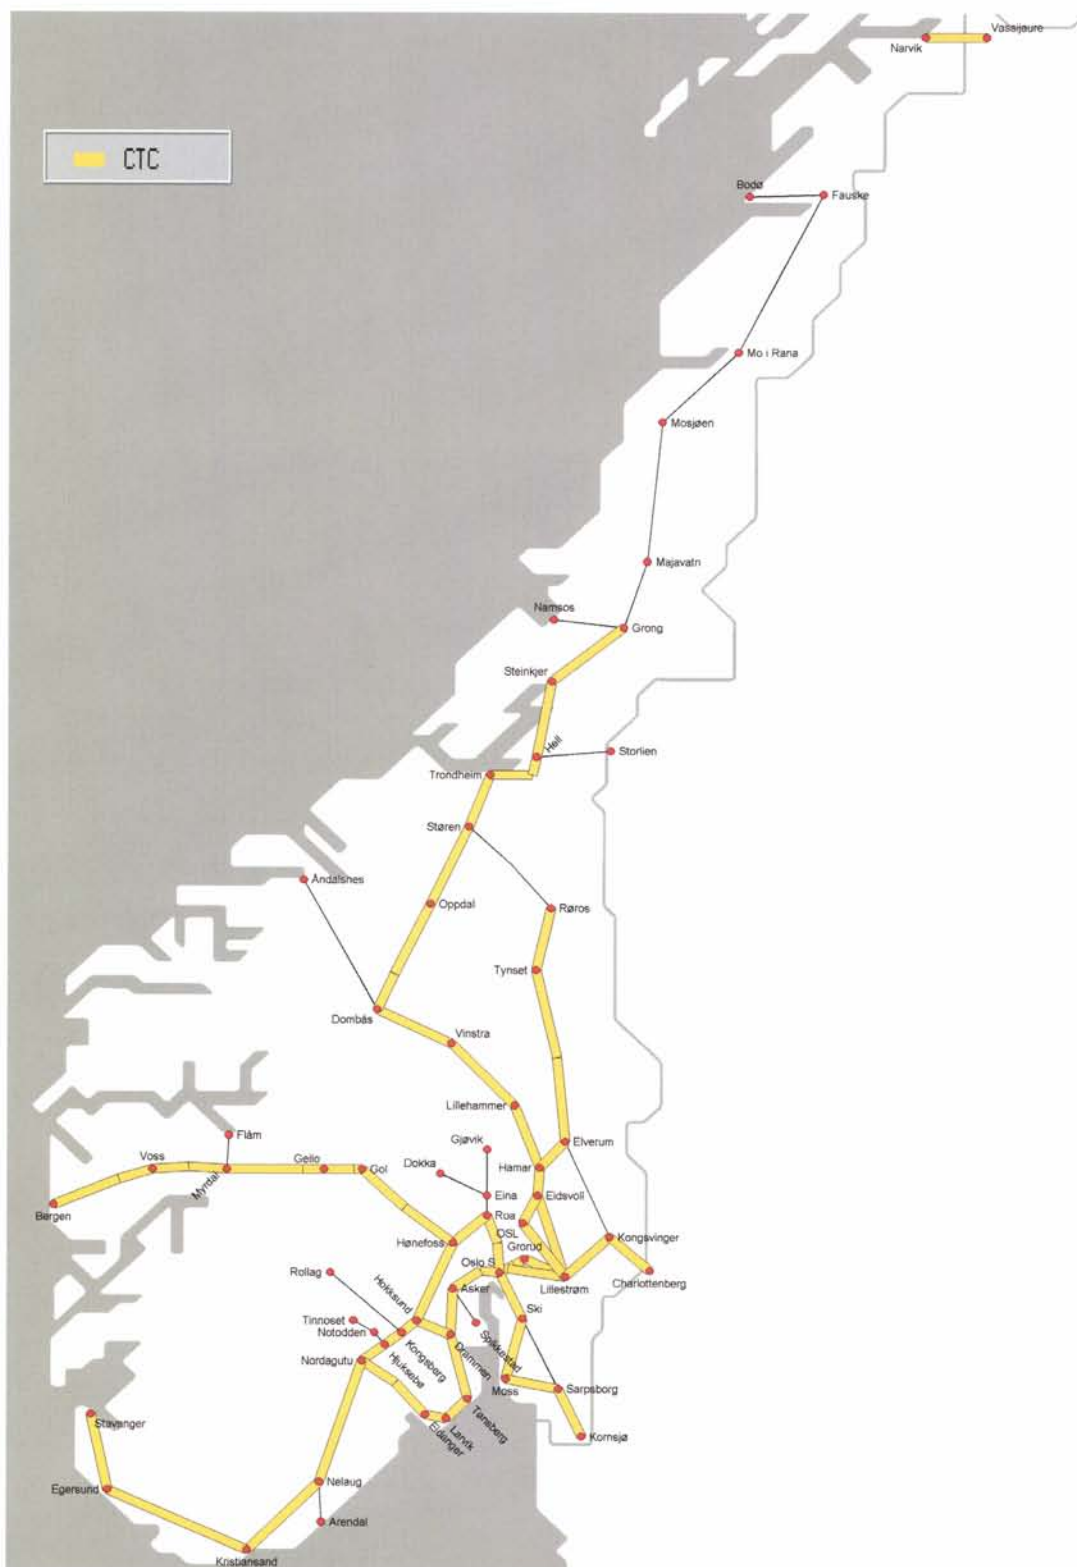 Vassijaure
Narvik
CTC
Bodø
Fauske
Mo i Rana
Mosjøen
Majavatn
Namsos
Grong
Steinkjer
Hell
Storlien
Trondheim
Støren
Åndalshes
Oppdal
Røros
Tynset
Dombås
Vinstra
Lillehammer
Flåm
Gjøvik
Elverum
Voss
Geilo
Gol
Dokka
Hamar
Myrdal
Eina
Eidsvoll
Bergen
Roa
OSL
Kongsvinger
Hønefoss
Grorud
Oslo S
Rollag
Lillestrøm
Charlottenberg
Hokksund
Asker
Tinnoset
Ski
Notodden
Spikkestad
Nordagutu
Hjuksebø
Kongsberg
Drammen
Moss
Sarpsborg
Stavanger
Eidanger
Larvik
Tønsberg
Kornsjø
Egersund
Nelaug
Arendal
Kristiansand